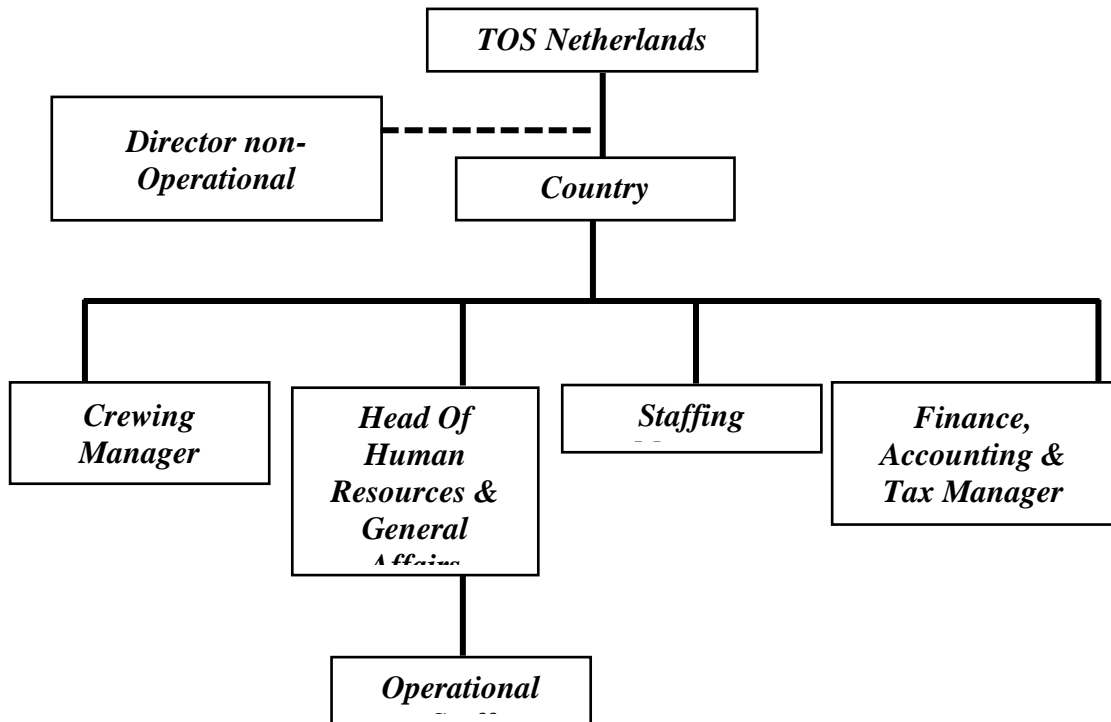 TOS Netherlands
Director non-
Operational
Country
Crewing
Manager
Head Of
Human
Resources &
General
Affairs
Staffing
Finance,
Accounting &
Tax Manager
Operational